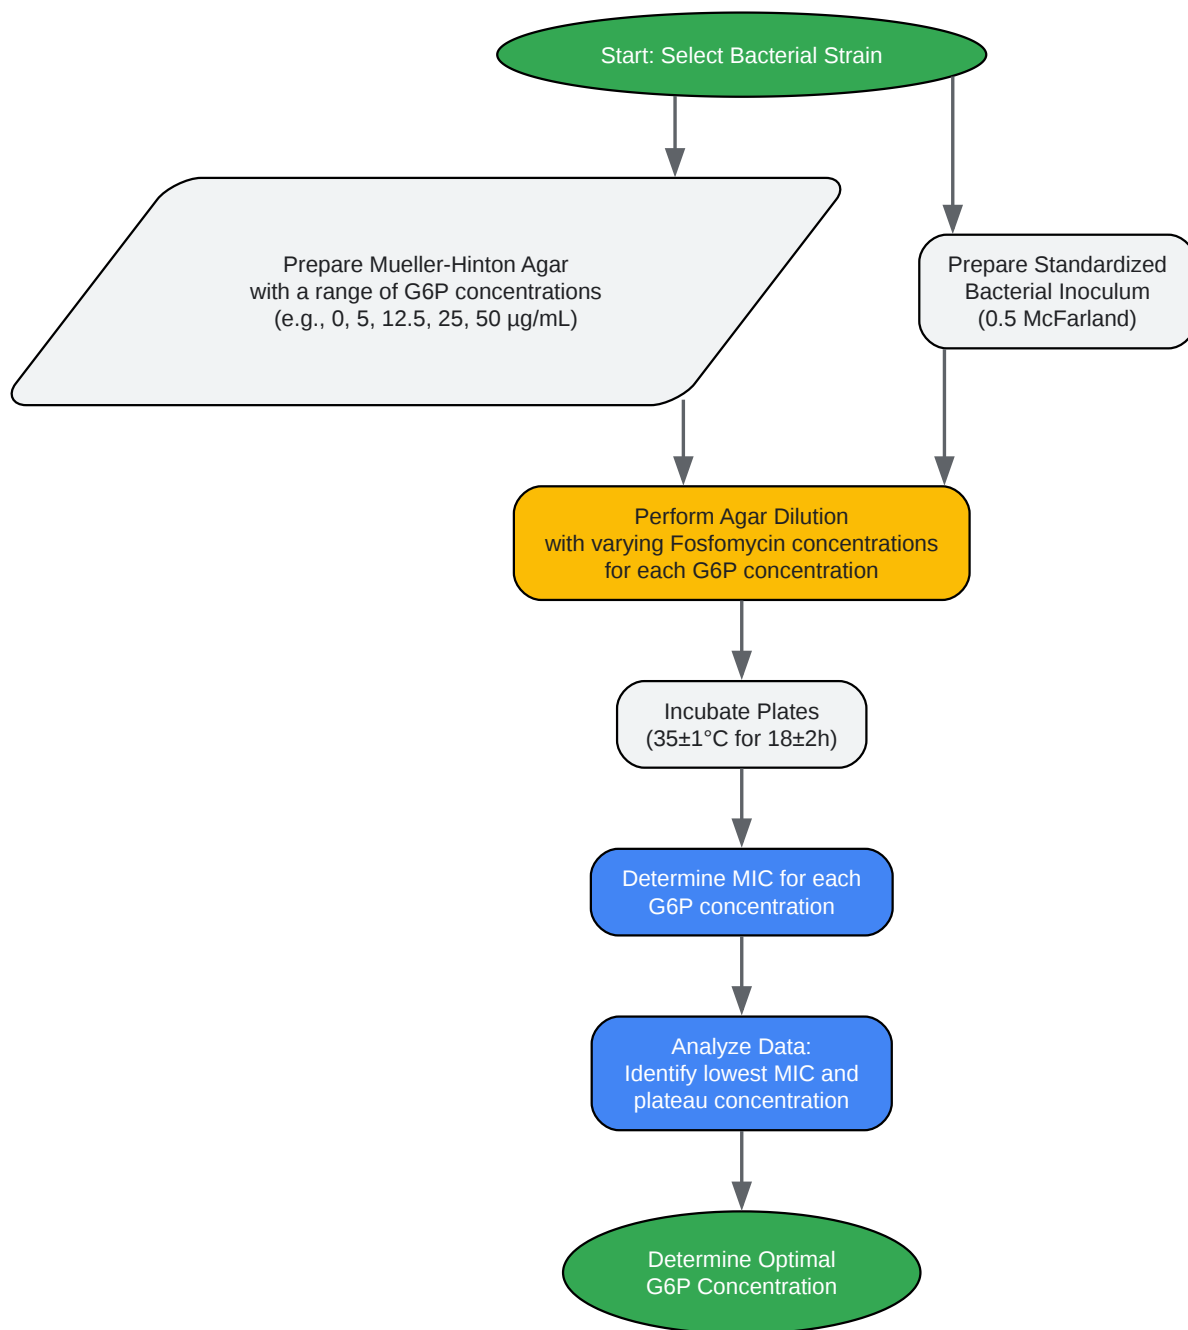 Start: Select Bacterial Strain
Prepare Mueller-Hinton Agar
with a range of G6P concentrations
(e.g., 0, 5, 12.5, 25, 50 µg/mL)
Prepare Standardized
Bacterial Inoculum
(0.5 McFarland)
Perform Agar Dilution
with varying Fosfomycin concentrations
for each G6P concentration
Incubate Plates
(35±1°C for 18±2h)
Determine MIC for each
G6P concentration
Analyze Data:
Identify lowest MIC and
plateau concentration
Determine Optimal
G6P Concentration